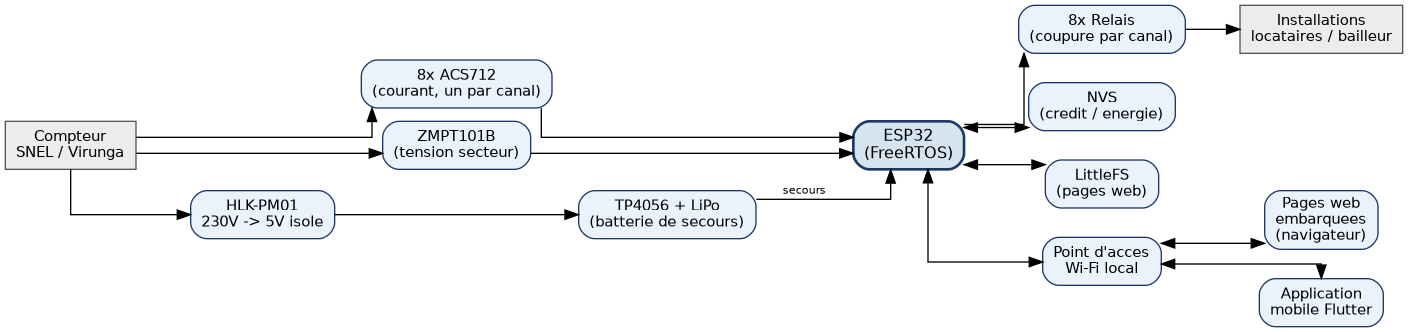 Compteur
SNEL / Virunga
8x ACS712
(courant, un par canal)
ZMPT101B
(tension secteur)
HLK-PM01
230V -> 5V isole
TP4056 + LiPo
(batterie de secours)
secours
ESP32
(FreeRTOS)
8x Relais
(coupure par canal)
Installations
locataires / bailleur
NVS
(credit / energie)
LittleFS
(pages web)
Point d'acces
Wi-Fi local
Pages web
embarquees
(navigateur)
Application
mobile Flutter